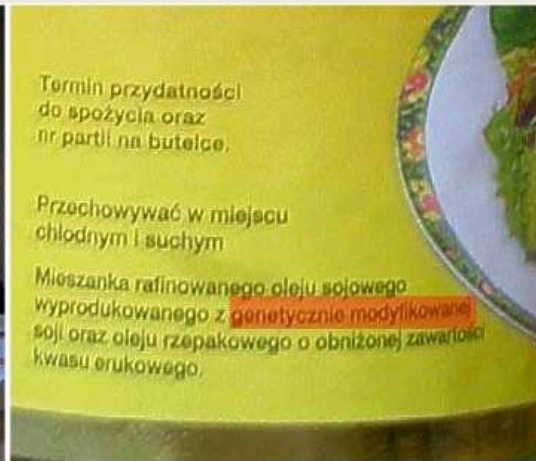 Termin przydatności
do spożycia oraz
nr partii na butelce.
Przechowywać w miejscu
chłodnym i suchym
Mieszanka rafinowanego oleju sojowego
wyprodukowanego z genetycznie modyfikowanej
soji oraz oleju rzepakowego o obniżonej zawartości
kwasu erukowego.